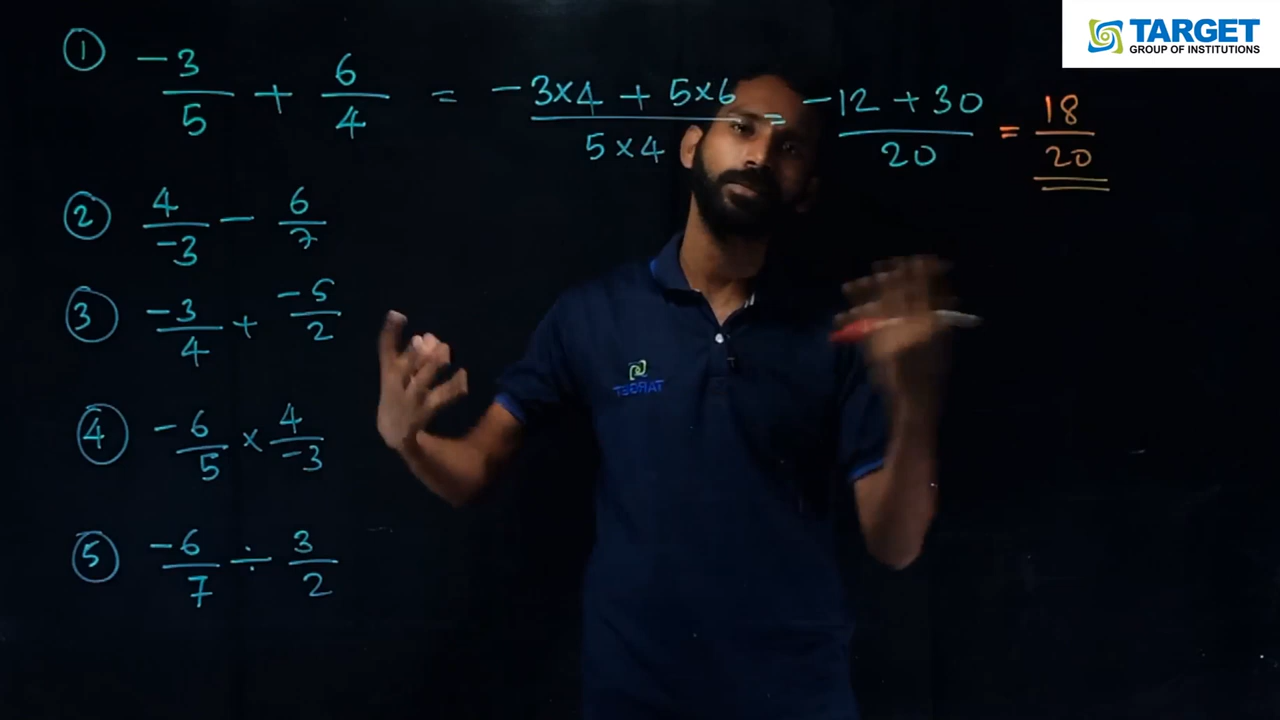 TARGET
GROUP OF INSTITUTIONS
① -3/5 + 6/4 = -3×4 + 5×6 / 5×4 = -12 + 30 / 20 = 18/20
② 4/-3 - 6/7
③ -3/4 + -5/2
④ -6/5 × 4/-3
⑤ -6/7 ÷ 3/2
TARGET